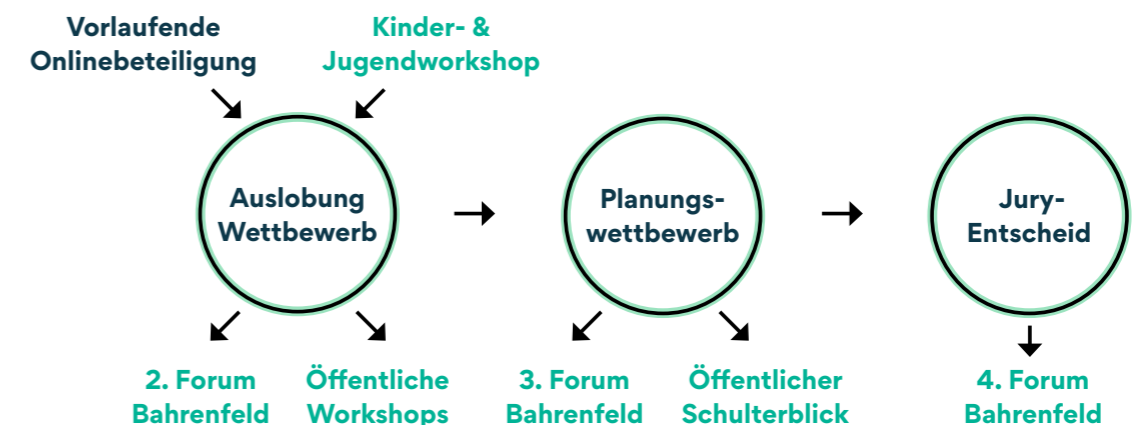 Vorlaufende
Onlinebeteiligung
Kinder- &
Jugendworkshop
Auslobung
Wettbewerb
Planungs-
wettbewerb
Jury-
Entscheid
2. Forum
Bahrenfeld
Öffentliche
Workshops
3. Forum
Bahrenfeld
Öffentlicher
Schulterblick
4. Forum
Bahrenfeld